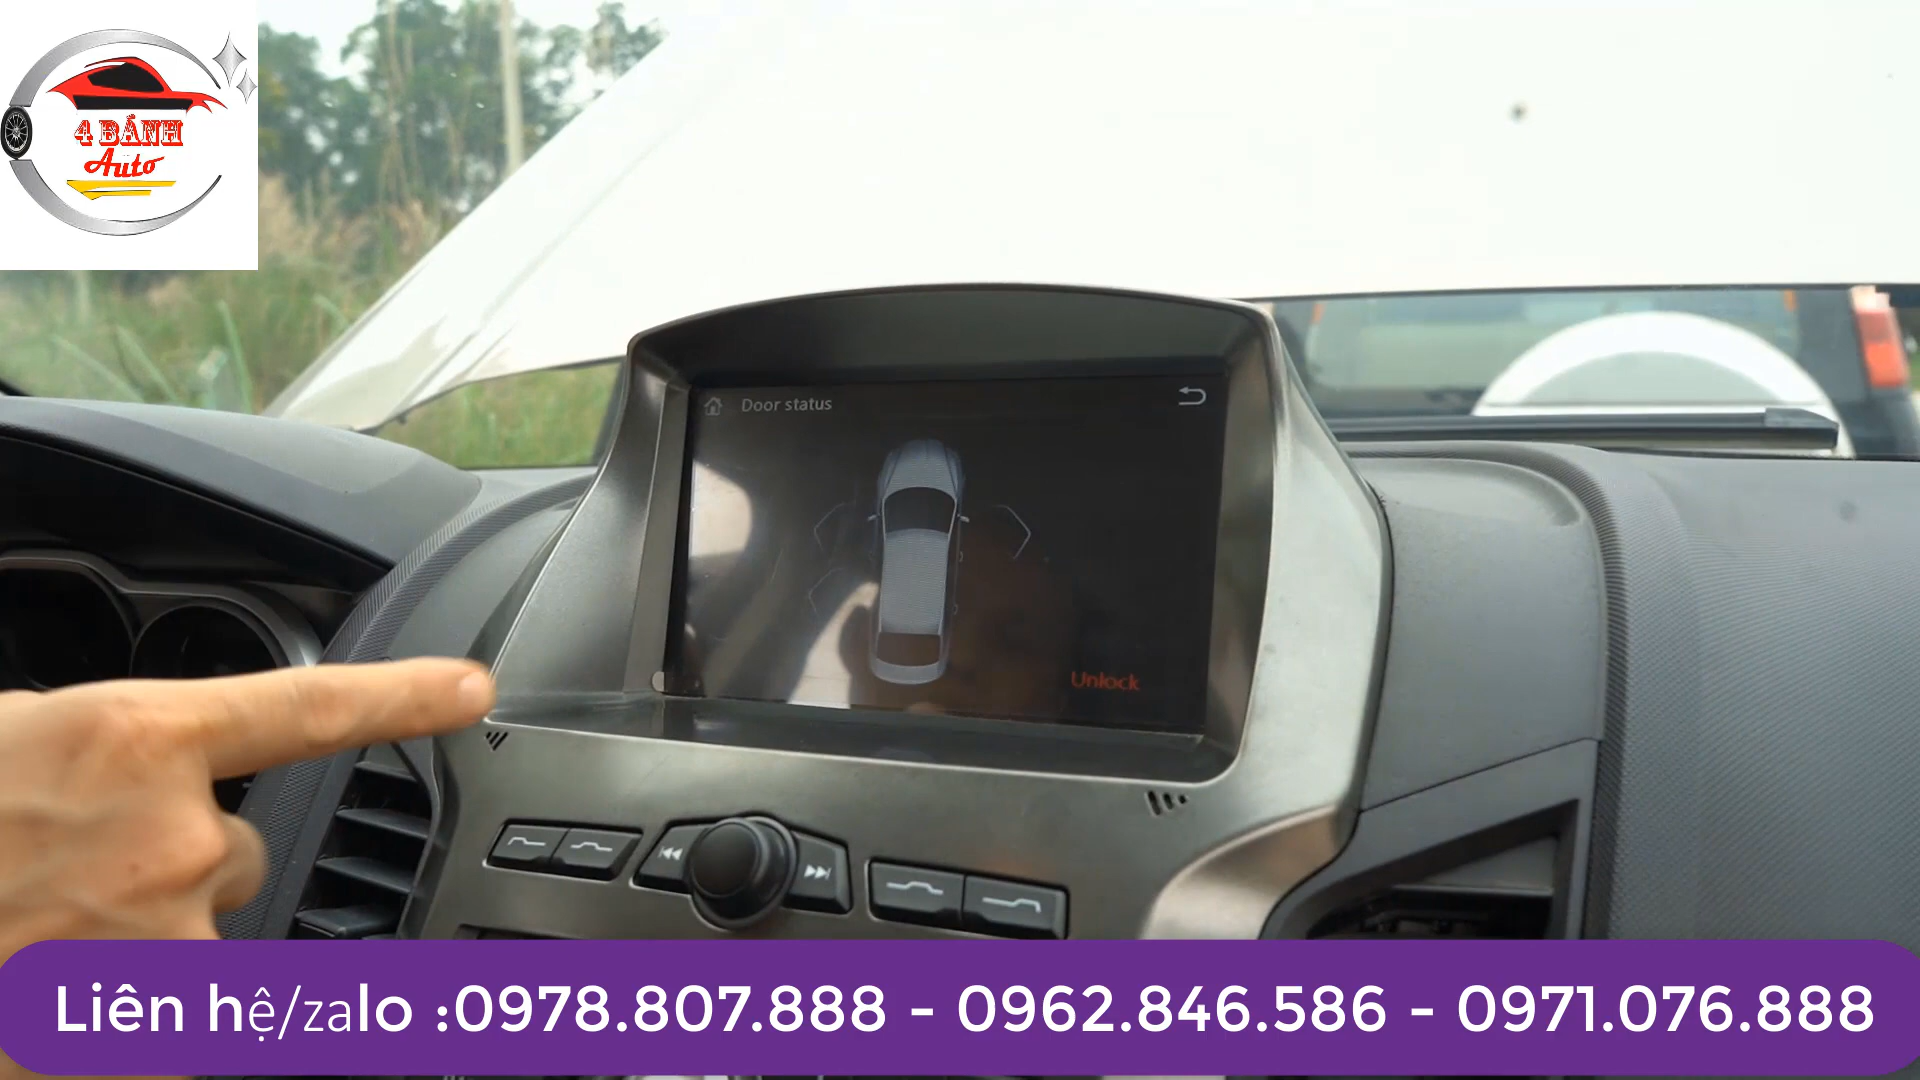 4 BÁNH
Auto
Door status
Unlock
Liên hệ/zalo :0978.807.888 - 0962.846.586 - 0971.076.888